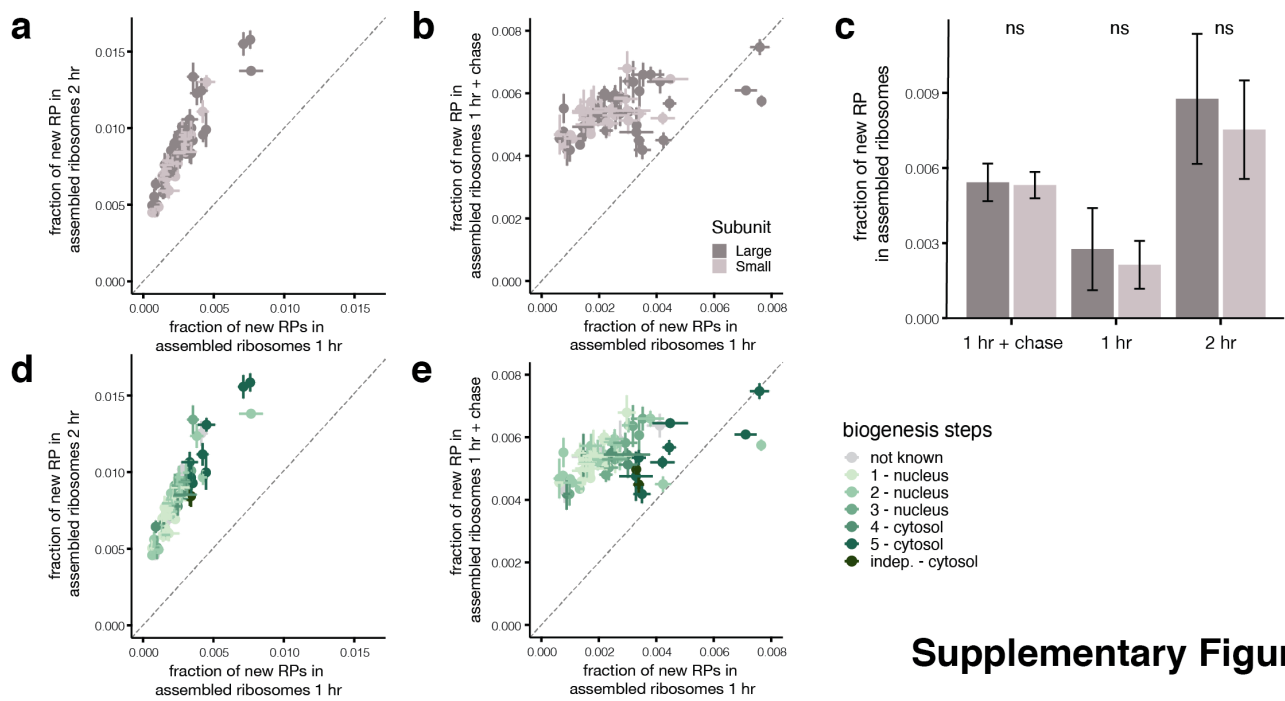 a
fraction of new RP in
assembled ribosomes 2 hr
0.015
0.010
0.005
0.000
0.000
0.005
0.010
0.015
fraction of new RPs in
assembled ribosomes 1 hr
b
fraction of new RP in
assembled ribosomes 1 hr + chase
0.008
0.006
0.004
0.002
0.000
Subunit
Large
Small
0.000
0.002
0.004
0.006
0.008
fraction of new RPs in
assembled ribosomes 1 hr
c
fraction of new RP
in assembled ribosomes
ns
ns
ns
0.009
0.006
0.003
0.000
1 hr + chase
1 hr
2 hr
d
fraction of new RP in
assembled ribosomes 2 hr
0.015
0.010
0.005
0.000
0.000
0.005
0.010
0.015
fraction of new RPs in
assembled ribosomes 1 hr
e
fraction of new RP in
assembled ribosomes 1 hr + chase
0.008
0.006
0.004
0.002
0.000
0.000
0.002
0.004
0.006
0.008
fraction of new RPs in
assembled ribosomes 1 hr
biogenesis steps
not known
1 - nucleus
2 - nucleus
3 - nucleus
4 - cytosol
5 - cytosol
indep. - cytosol
Supplementary Figur